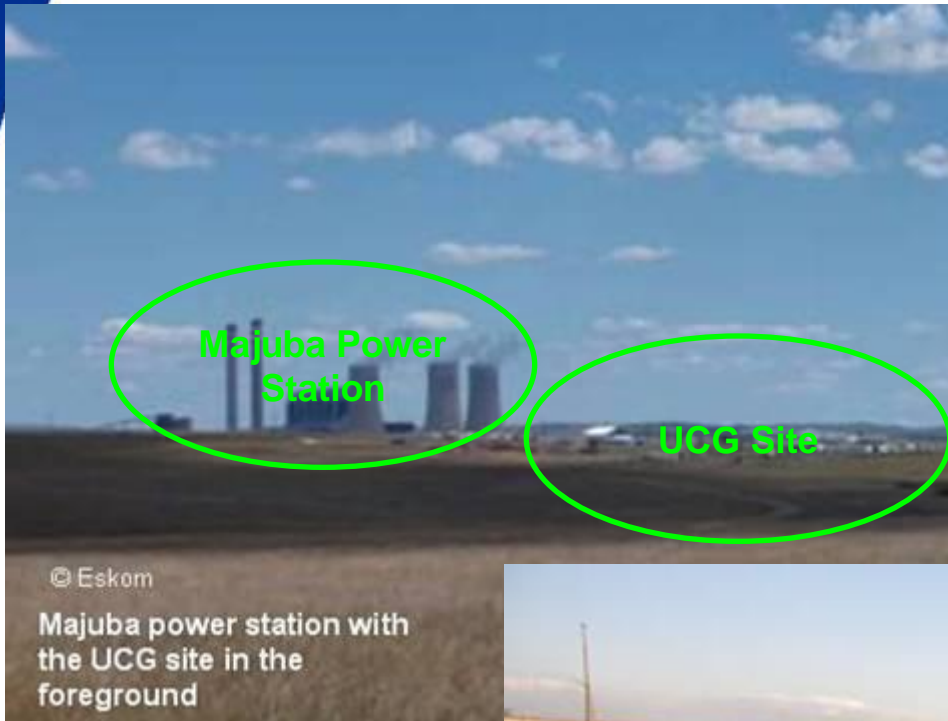 Majuba Power
Station
UCG Site
© Eskom
Majuba power station with
the UCG site in the
foreground